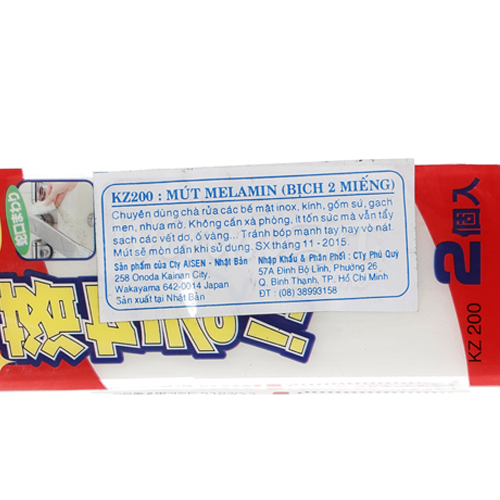 KZ200 : MÚT MELAMIN (BỊCH 2 MIẾNG)
Chuyên dùng chà rửa các bề mặt inox, kính, gốm sứ, gạch
men, nhựa mờ. Không cần xà phòng, ít tốn sức mà vẫn tẩy
sạch các vết dơ, ố vàng... Tránh bóp mạnh tay hay vò nát.
Mút sẽ mòn dần khi sử dụng. SX tháng 11 - 2015.
Sản phẩm của Cty AISEN - Nhật Bản
258 Onoda Kainan City.
Wakayama 642-0014 Japan
Sản xuất tại Nhật Bản
Nhập Khẩu & Phân Phối : CTy Phú Quý
57A Đinh Bộ Lĩnh, Phường 26,
Q. Bình Thạnh, TP. Hồ Chí Minh
ĐT : (08) 38993158
蛇口まわり
2個入
KZ 200